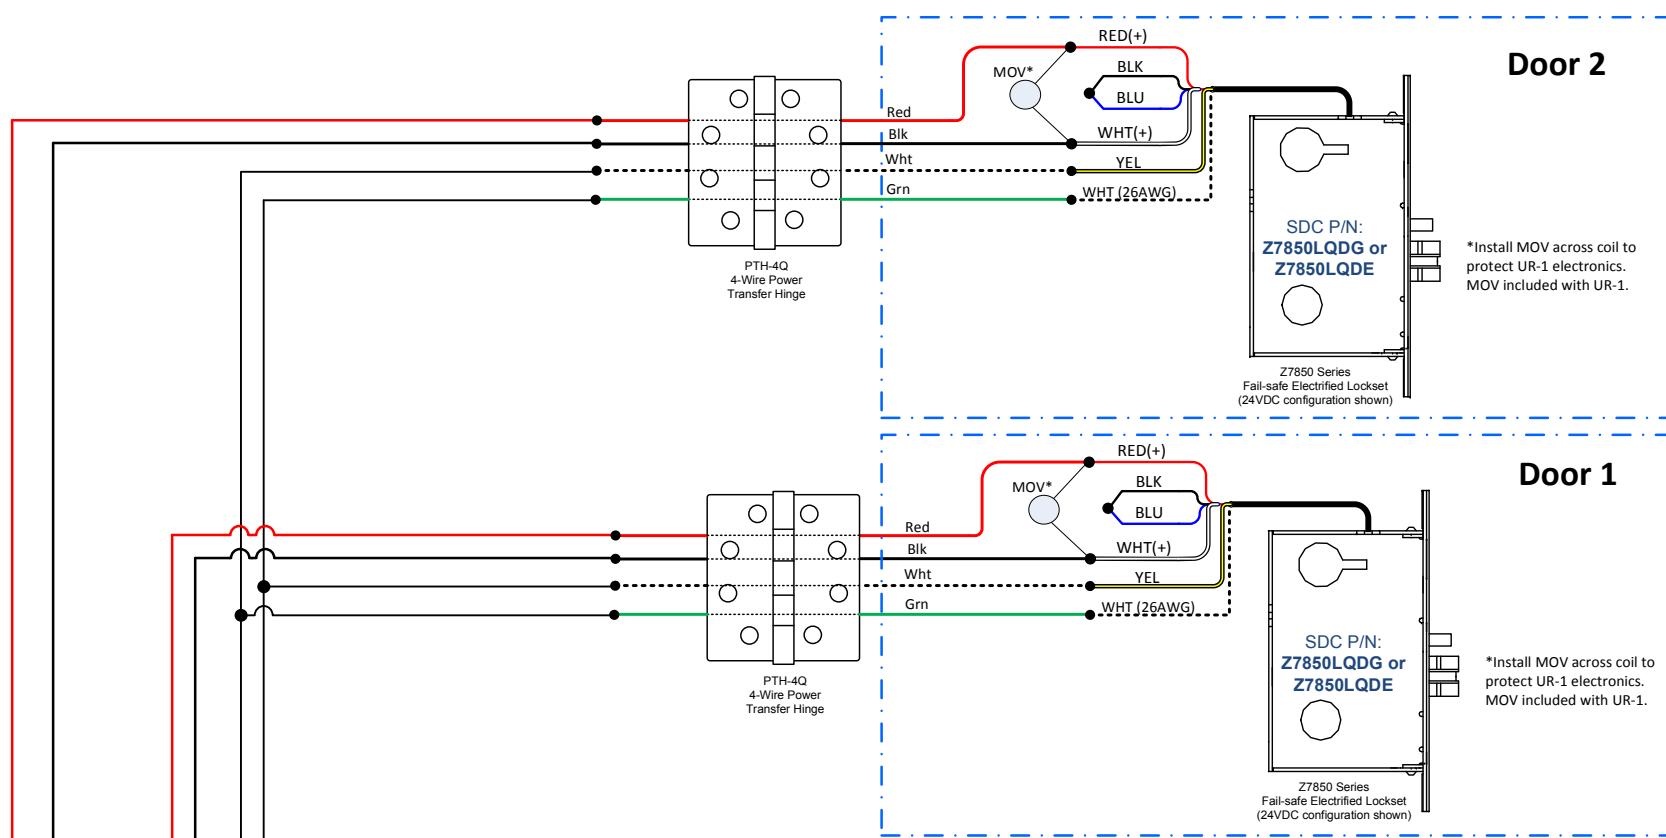 Door 2
RED(+)
MOV*
BLK
BLU
Red
Blk
WHT(+)
Wht
YEL
Grn
WHT (26AWG)
PTH-4Q
4-Wire Power
Transfer Hinge
SDC P/N:
Z7850LQDG or
Z7850LQDE
*Install MOV across coil to
protect UR-1 electronics.
MOV included with UR-1.
Z7850 Series
Fail-safe Electrified Lockset
(24VDC configuration shown)
Door 1
RED(+)
MOV*
BLK
BLU
Red
Blk
WHT(+)
Wht
YEL
Grn
WHT (26AWG)
PTH-4Q
4-Wire Power
Transfer Hinge
SDC P/N:
Z7850LQDG or
Z7850LQDE
*Install MOV across coil to
protect UR-1 electronics.
MOV included with UR-1.
Z7850 Series
Fail-safe Electrified Lockset
(24VDC configuration shown)